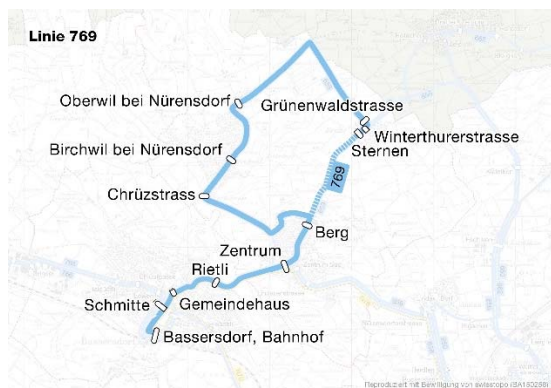 Linie 769
Oberwil bei Nürensdorf
Grünenwaldstrasse
Winterthurerstrasse
Sternen
Birchwil bei Nürensdorf
769
Chrüzstrass
Berg
Zentrum
Rietli
Schmitte
Gemeindehaus
Bassersdorf, Bahnhof
Reproduziert mit Bewilligung von swisstopo